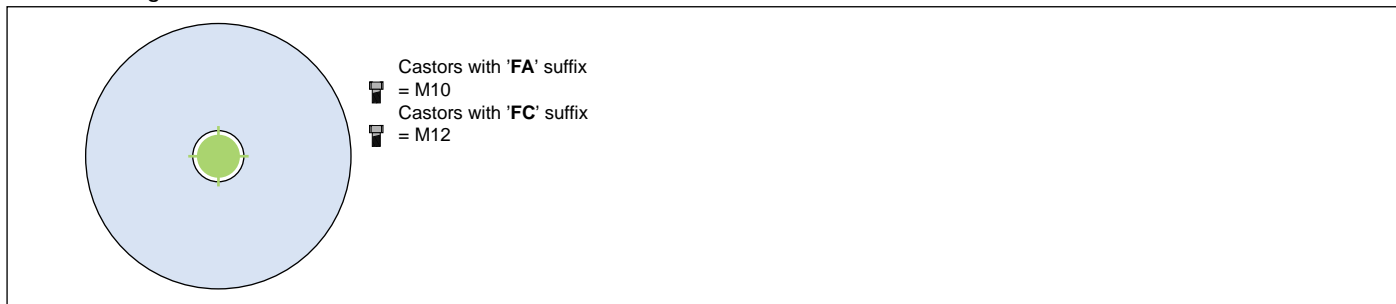 Castors with 'FA' suffix
= M10
Castors with 'FC' suffix
= M12